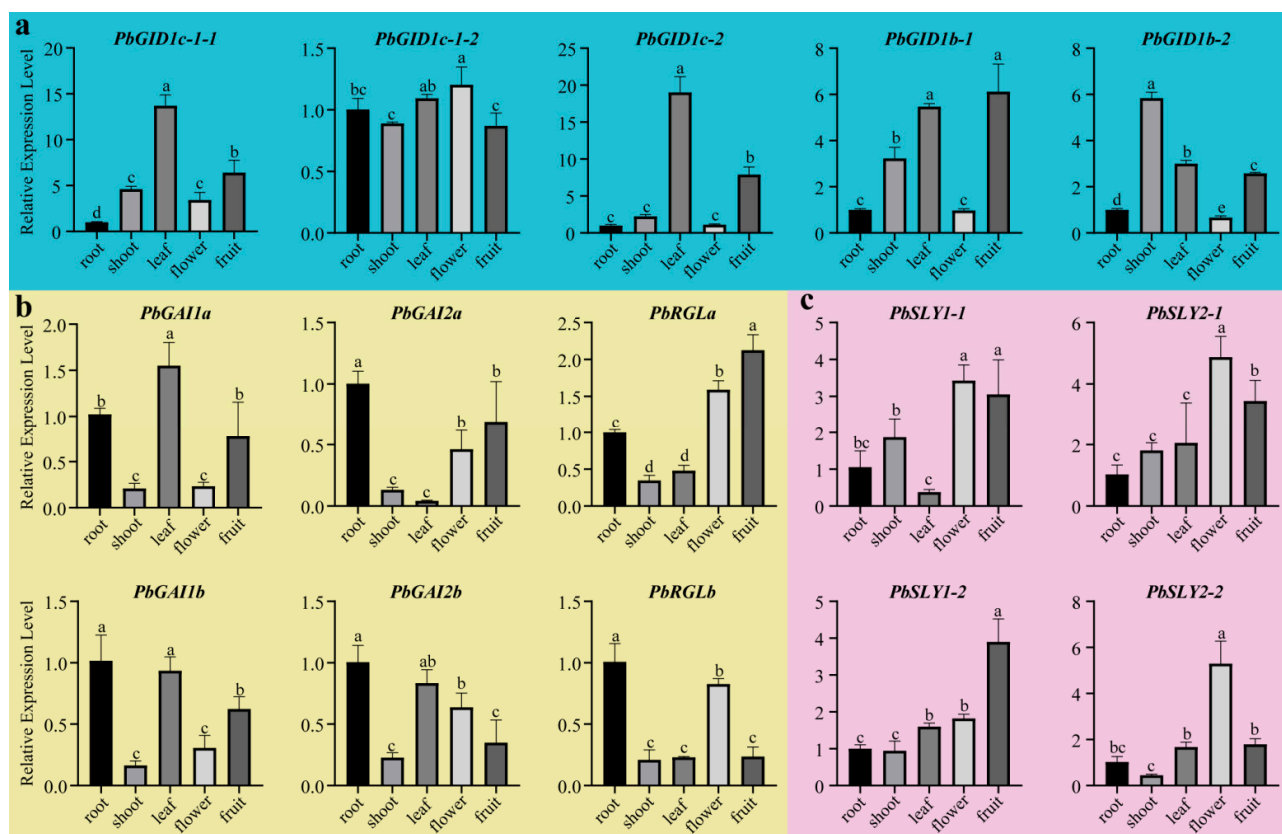 a
PbGID1c-1-1 PbGID1c-1-2 PbGID1c-2 PbGID1b-1 PbGID1b-2
Relative Expression Level
20 15 10 5 0
d c a c b
root shoot leaf flower fruit
1.5 1.0 0.5 0.0
bc c ab a c
root shoot leaf flower fruit
25 20 15 10 5 0
c c a c b
root shoot leaf flower fruit
8 6 4 2 0
c b a c a
root shoot leaf flower fruit
8 6 4 2 0
d a b e c
root shoot leaf flower fruit
b
PbGAI1a PbGAI2a PbRGLa
Relative Expression Level
2.0 1.5 1.0 0.5 0.0
b c a c b
root shoot leaf flower fruit
1.5 1.0 0.5 0.0
a c c b b
root shoot leaf flower fruit
2.5 2.0 1.5 1.0 0.5 0.0
c d d b a
root shoot leaf flower fruit
PbGAI1b PbGAI2b PbRGLb
Relative Expression Level
1.5 1.0 0.5 0.0
a c a c b
root shoot leaf flower fruit
1.5 1.0 0.5 0.0
a c ab b c
root shoot leaf flower fruit
1.5 1.0 0.5 0.0
a c c b c
root shoot leaf flower fruit
c
PbSLY1-1 PbSLY2-1
5 4 3 2 1 0
bc b c a a
root shoot leaf flower fruit
6 4 2 0
c c c a b
root shoot leaf flower fruit
PbSLY1-2 PbSLY2-2
5 4 3 2 1 0
c c b b a
root shoot leaf flower fruit
8 6 4 2 0
bc c b a b
root shoot leaf flower fruit